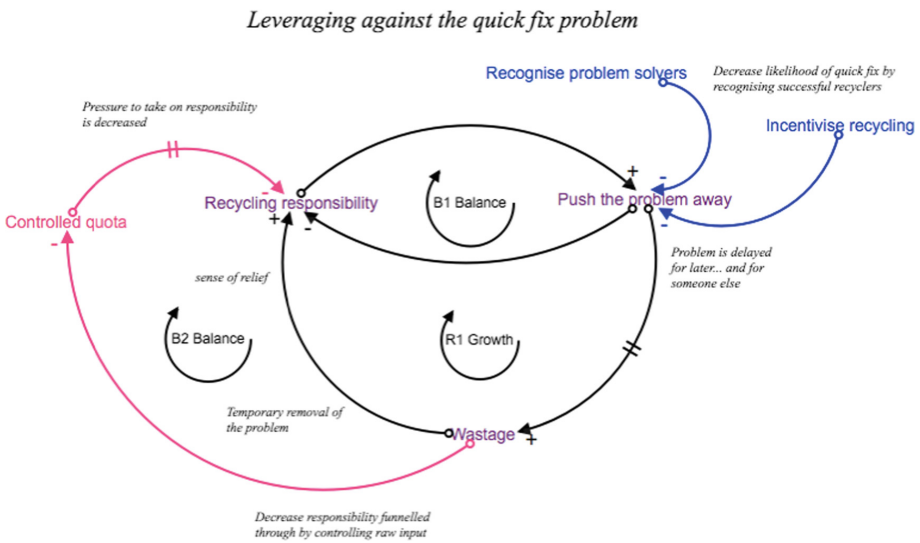 Leveraging against the quick fix problem
Recognise problem solvers
Decrease likelihood of quick fix by
recognising successful recyclers
Pressure to take on responsibility
is decreased
Incentivise recycling
+
-
-
Recycling responsibility
B1 Balance
Push the problem away
-
Controlled quota
+
-
-
-
Problem is delayed
for later... and for
someone else
sense of relief
B2 Balance
R1 Growth
Temporary removal of
the problem
Wastage
+
Decrease responsibility funnelled
through by controlling raw input